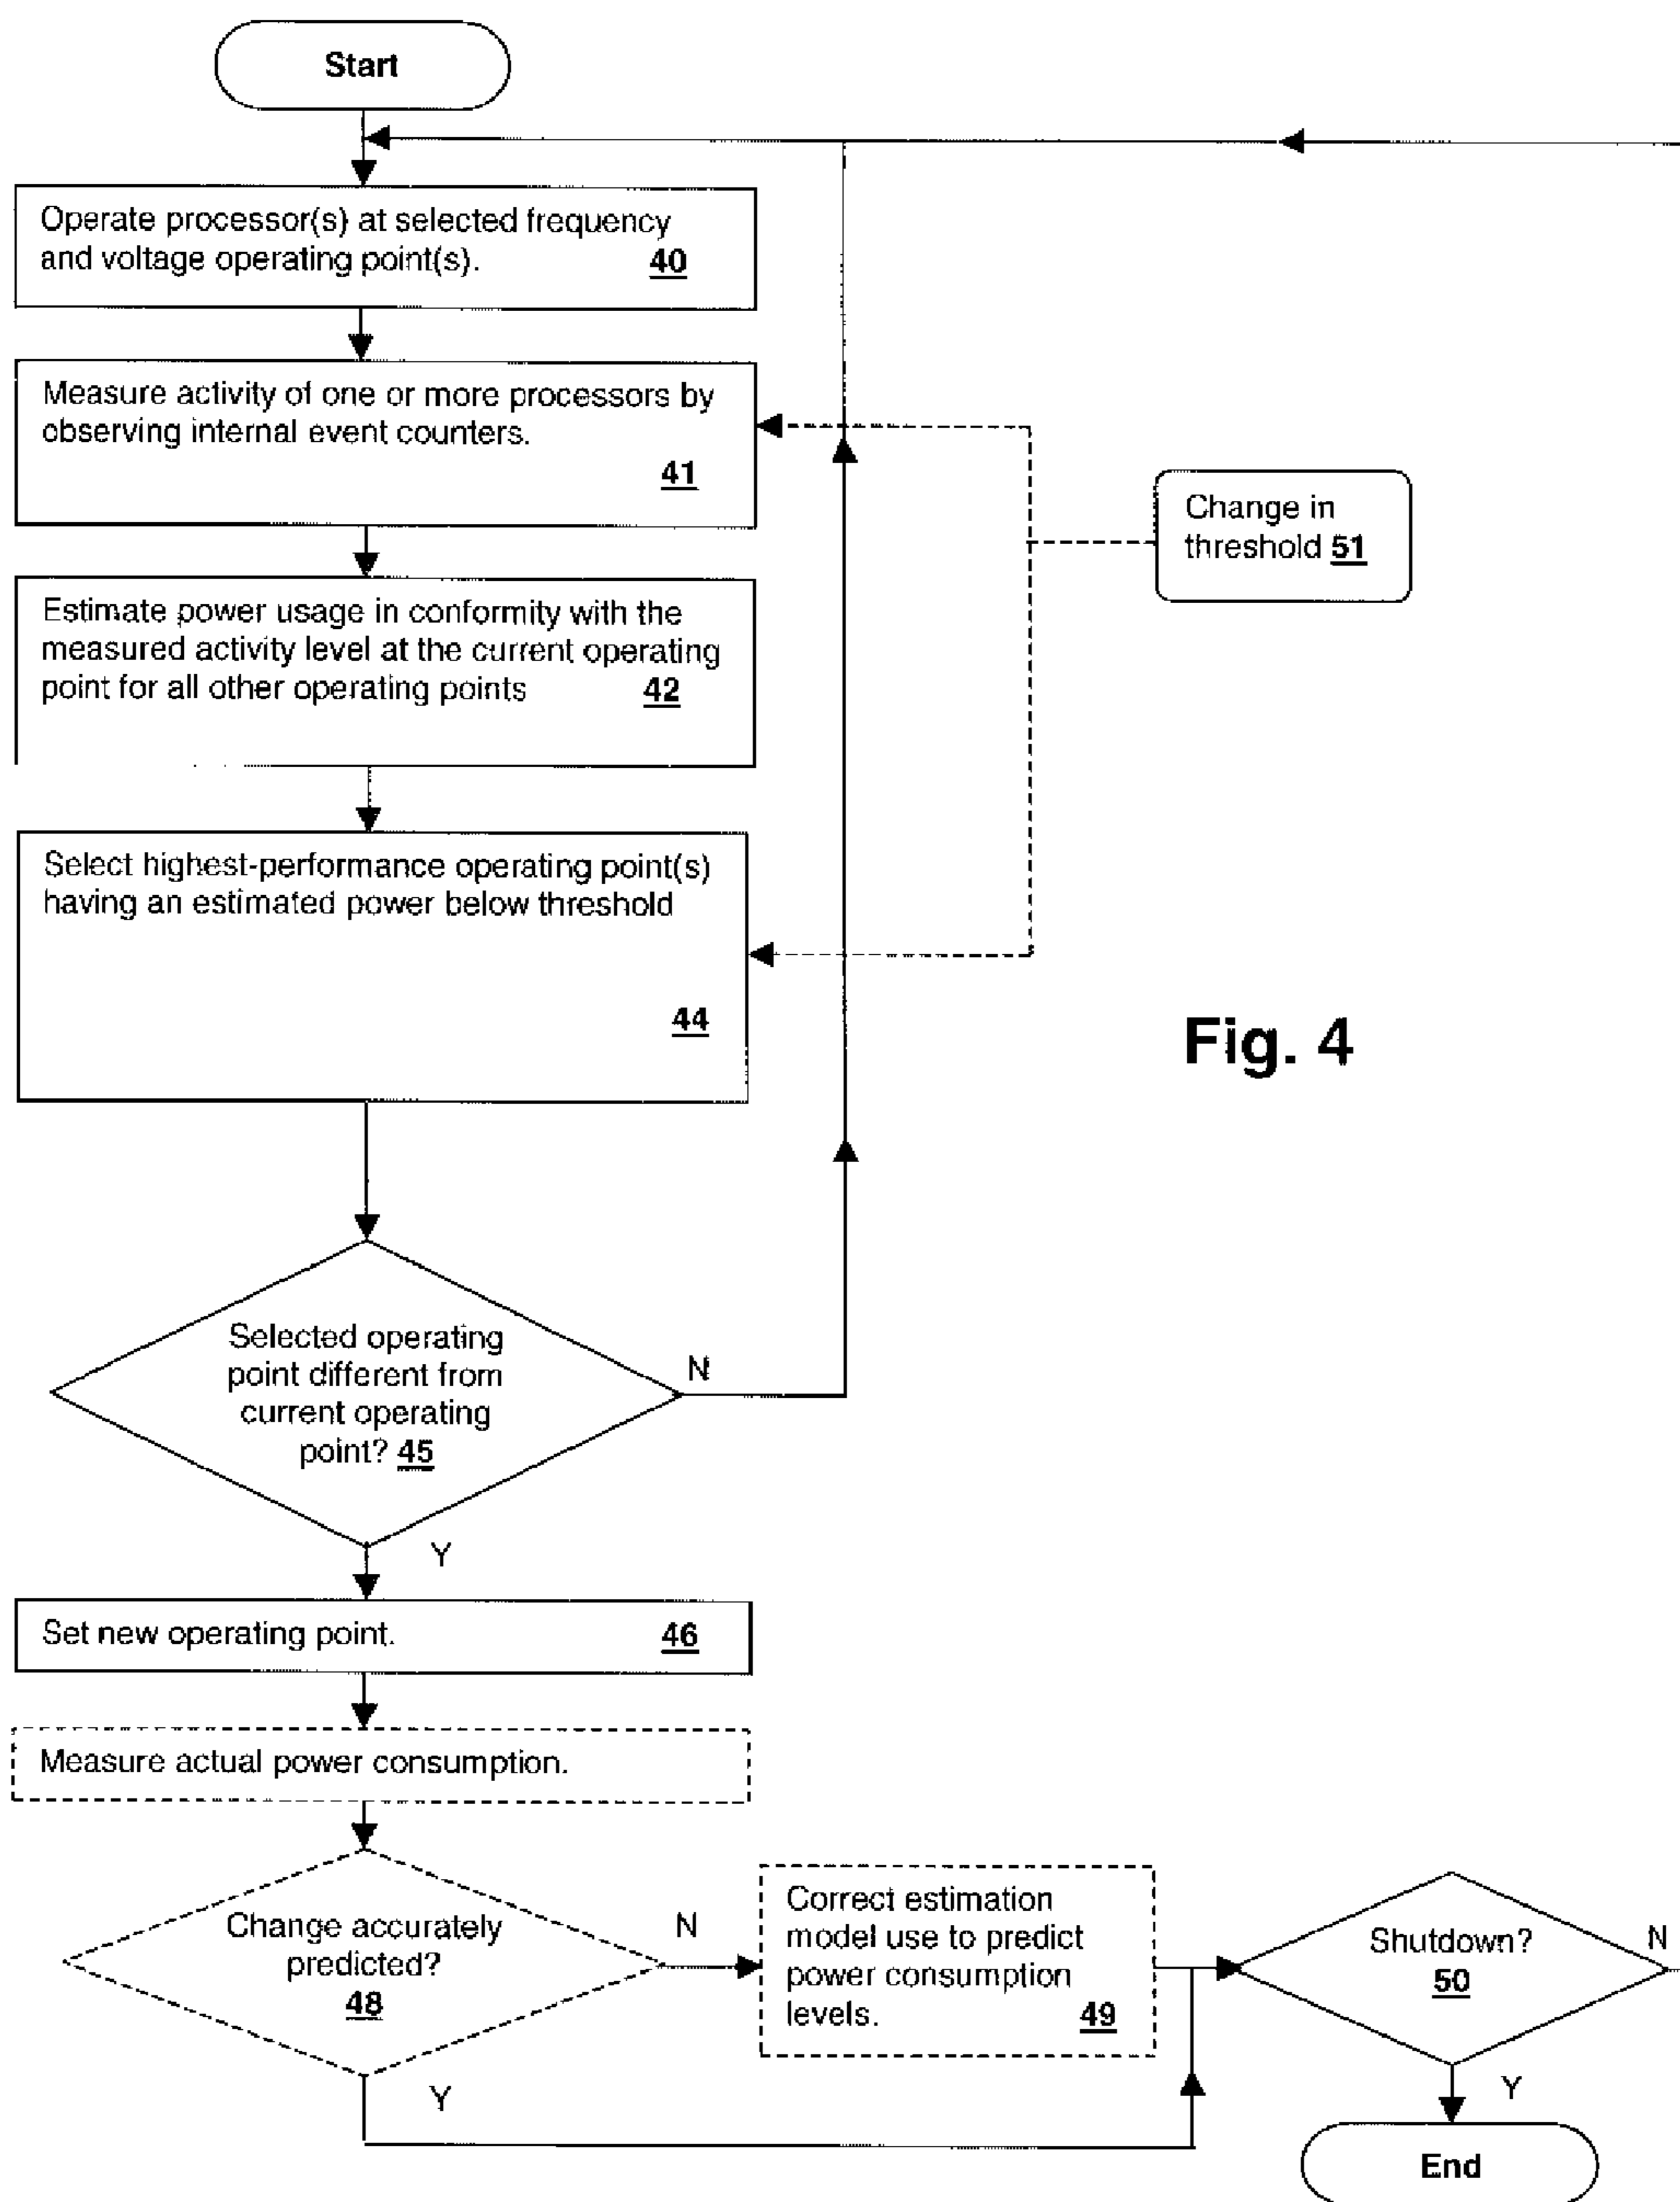 Start
Operate processor(s) at selected frequency
and voltage operating point(s). 40
Measure activity of one or more processors by
observing internal event counters.
41
Change in
threshold 51
Estimate power usage in conformity with the
measured activity level at the current operating
point for all other operating points 42
Select highest-performance operating point(s)
having an estimated power below threshold
44
Fig. 4
Selected operating
point different from
current operating
point? 45
N
Y
Set new operating point. 46
Measure actual power consumption.
Change accurately
predicted?
48
N
Y
Correct estimation
model use to predict
power consumption
levels. 49
Shutdown?
50
N
Y
End